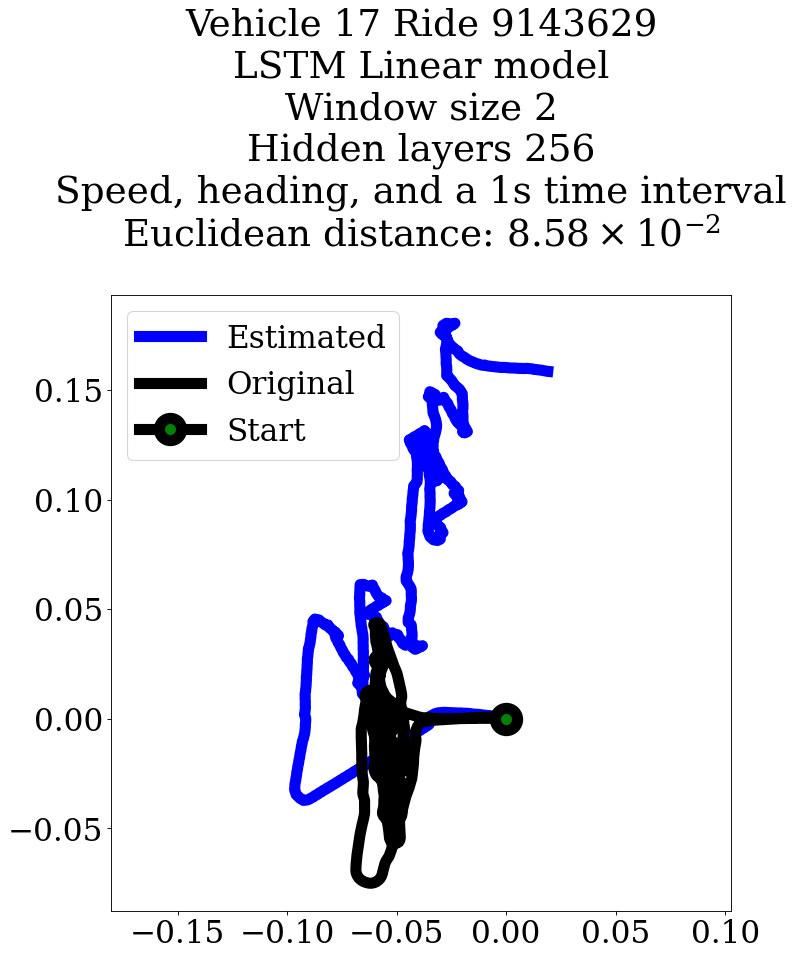 Vehicle 17 Ride 9143629
LSTM Linear model
Window size 2
Hidden layers 256
Speed, heading, and a 1s time interval
Euclidean distance: 8.58 × 10⁻²
Estimated
Original
Start
0.15
0.10
0.05
0.00
−0.05
−0.15 −0.10 −0.05 0.00 0.05 0.10